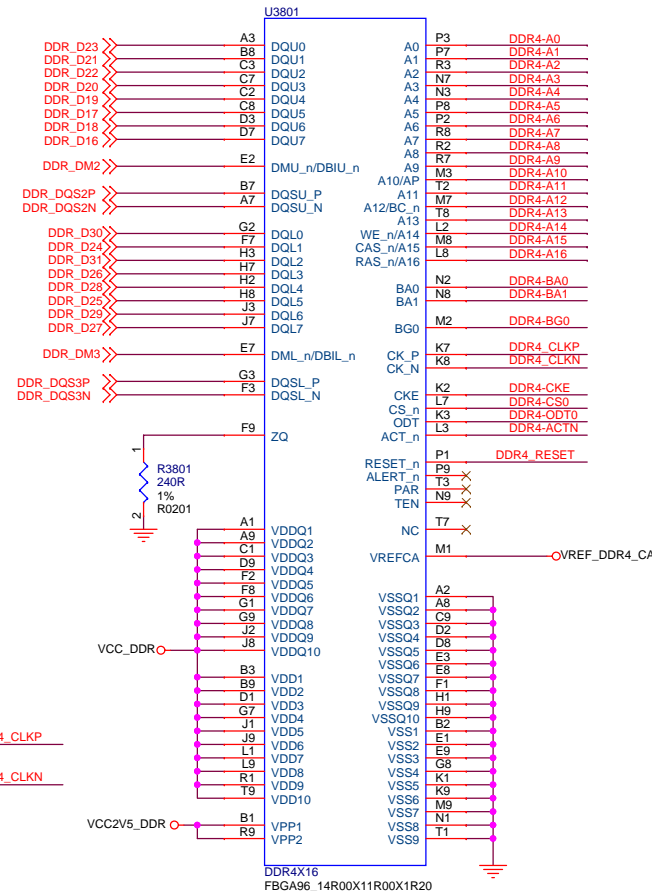 U3801
DDR_D23 A3 DQU0 A0 P3 DDR4-A0
DDR_D21 B8 DQU1 A1 P7 DDR4-A1
DDR_D22 C3 DQU2 A2 R3 DDR4-A2
DDR_D20 C7 DQU3 A3 N7 DDR4-A3
DDR_D19 C2 DQU4 A4 N3 DDR4-A4
DDR_D17 C8 DQU5 A5 P8 DDR4-A5
DDR_D18 D3 DQU6 A6 P2 DDR4-A6
DDR_D16 D7 DQU7 A7 R8 DDR4-A7
A8 R2 DDR4-A8
DDR_DM2 E2 DMU_n/DBIU_n A9 R7 DDR4-A9
A10/AP M3 DDR4-A10
DDR_DQS2P B7 DQSU_P A11 T2 DDR4-A11
DDR_DQS2N A7 DQSU_N A12/BC_n M7 DDR4-A12
A13 T8 DDR4-A13
DDR_D30 G2 DQL0 WE_n/A14 L2 DDR4-A14
DDR_D24 F7 DQL1 CAS_n/A15 M8 DDR4-A15
DDR_D31 H3 DQL2 RAS_n/A16 L8 DDR4-A16
DDR_D26 H7 DQL3
DDR_D28 H2 DQL4 BA0 N2 DDR4-BA0
DDR_D25 H8 DQL5 BA1 N8 DDR4-BA1
DDR_D29 J3 DQL6
DDR_D27 J7 DQL7 BG0 M2 DDR4-BG0
DDR_DM3 E7 DML_n/DBIL_n CK_P K7 DDR4_CLKP
CK_N K8 DDR4_CLKN
DDR_DQS3P G3 DQSL_P CKE K2 DDR4-CKE
DDR_DQS3N F3 DQSL_N CS_n L7 DDR4-CS0
ODT K3 DDR4-ODT0
F9 ZQ ACT_n L3 DDR4-ACTN
1
R3801
240R
1%
R0201
2
RESET_n P1 DDR4_RESET
ALERT_n P9
PAR T3
TEN N9
A1 VDDQ1 NC T7
A9 VDDQ2
C1 VDDQ3 VREFCA M1 VREF_DDR4_CA
D9 VDDQ4
F2 VDDQ5
F8 VDDQ6 VSSQ1 A2
G1 VDDQ7 VSSQ2 A8
G9 VDDQ8 VSSQ3 C9
J2 VDDQ9 VSSQ4 D2
VCC_DDR J8 VDDQ10 VSSQ5 D8
VSSQ6 E3
B3 VDD1 VSSQ7 E8
B9 VDD2 VSSQ8 F1
D1 VDD3 VSSQ9 H1
G7 VDD4 VSSQ10 H9
J1 VDD5 VSS1 B2
4_CLKP J9 VDD6 VSS2 E1
L1 VDD7 VSS3 E9
L9 VDD8 VSS4 G8
4_CLKN R1 VDD9 VSS5 K1
T9 VDD10 VSS6 K9
VSS7 M9
VCC2V5_DDR B1 VPP1 VSS8 N1
R9 VPP2 VSS9 T1
DDR4X16
FBGA96_14R00X11R00X1R20